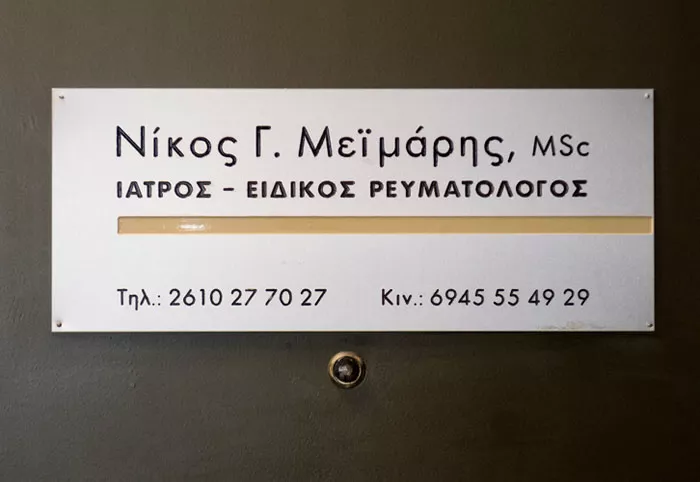 Νίκος Γ. Μεϊμάρης, MSc
ΙΑΤΡΟΣ – ΕΙΔΙΚΟΣ ΡΕΥΜΑΤΟΛΟΓΟΣ
Τηλ.: 2610 27 70 27 Κιν.: 6945 55 49 29